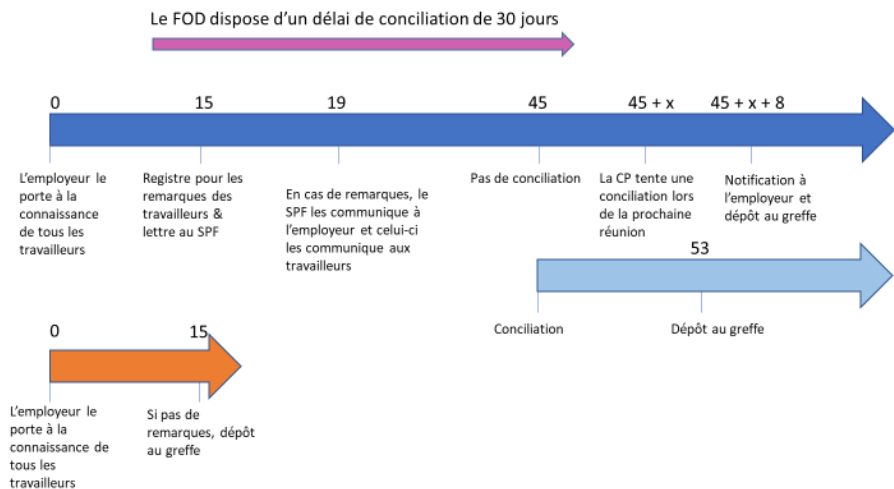 Le FOD dispose d'un délai de conciliation de 30 jours
0
15
19
45
45 + x
45 + x + 8
L'employeur le
porte à la
connaissance
de tous les
travailleurs
Registre pour les
remarques des
travailleurs &
lettre au SPF
En cas de remarques, le
SPF les communique à
l'employeur et celui-ci
les communique aux
travailleurs
Pas de conciliation
La CP tente une
conciliation lors
de la prochaine
réunion
Notification à
l'employeur et
dépôt au greffe
53
Conciliation
Dépôt au greffe
0
15
L'employeur le
porte à la
connaissance de
tous les
travailleurs
Si pas de
remarques, dépôt
au greffe